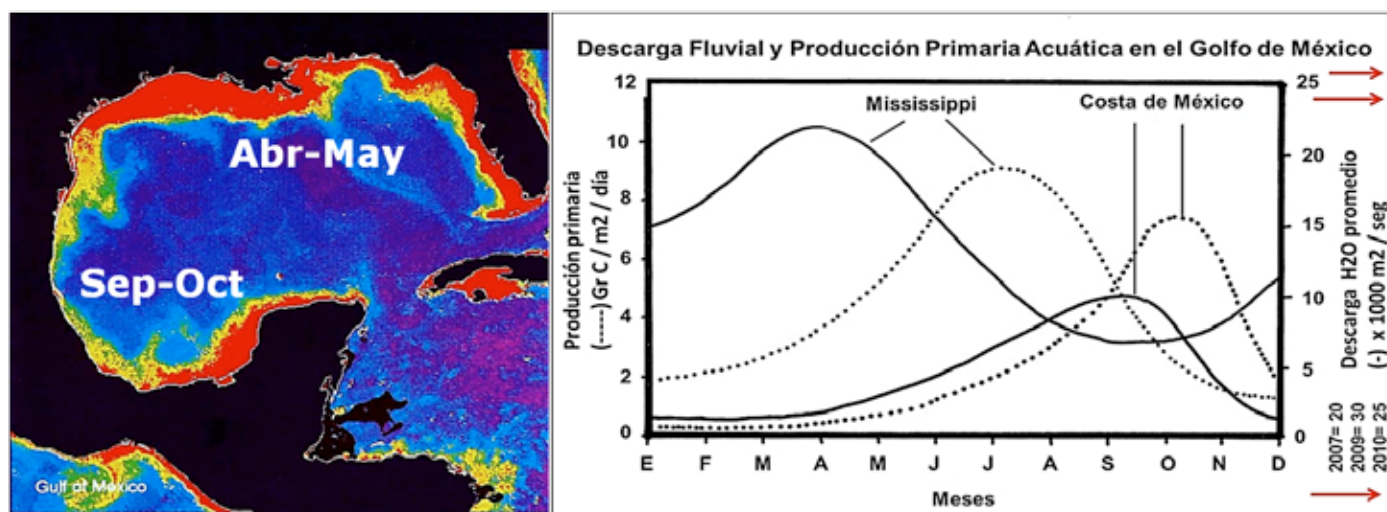 Abr-May
Sep-Oct
Gulf of Mexico
Descarga Fluvial y Producción Primaria Acuática en el Golfo de México
Producción primaria
(-----)Gr C / m2 / dia
12
10
8
6
4
2
0
Mississippi
Costa de México
25
20
15
10
5
0
Descarga H2O promedio
(-) x 1000 m2 / seg
2007= 20
2009= 30
2010= 25
E F M A M J J A S O N D
Meses